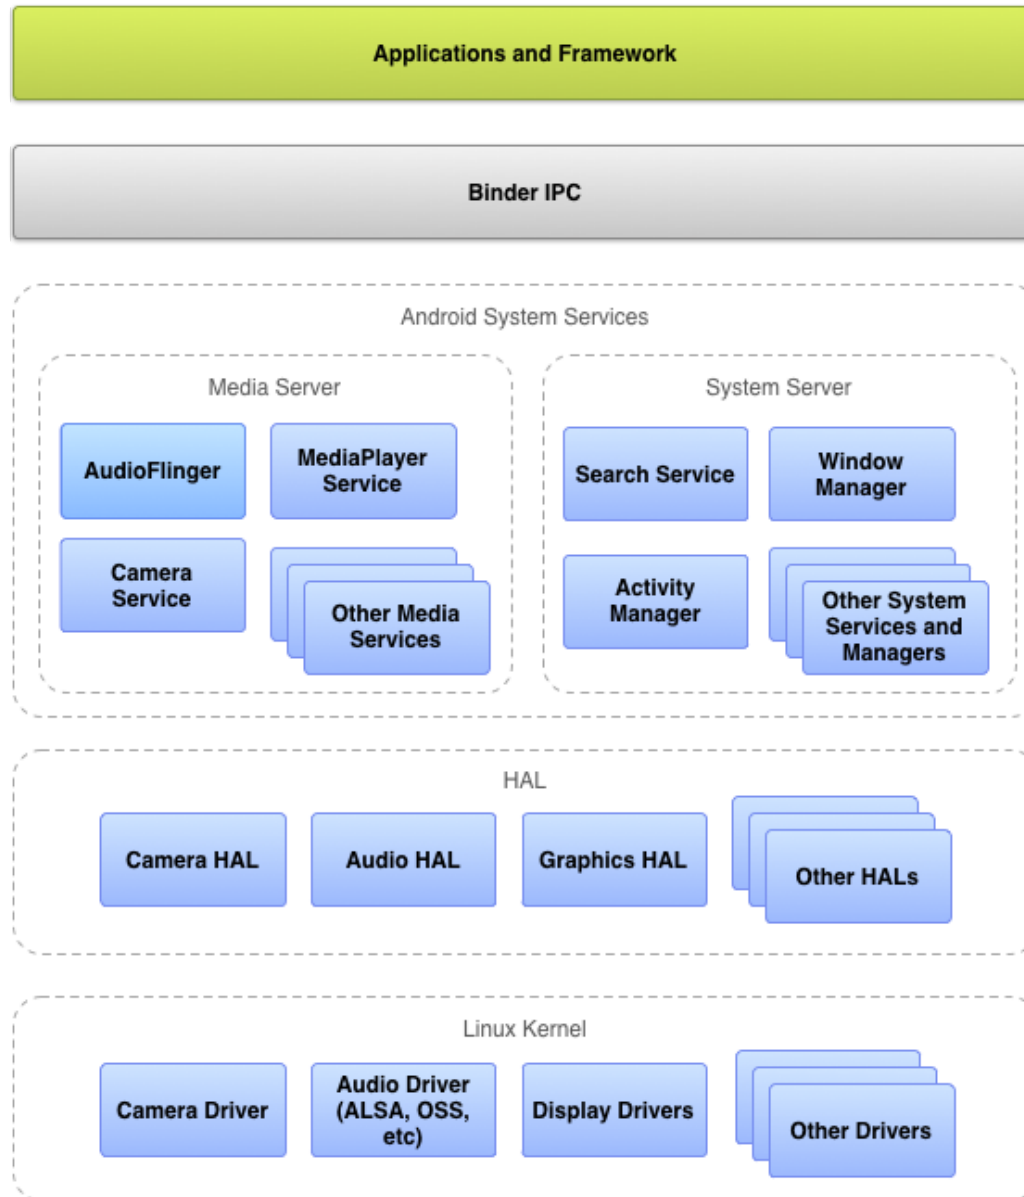 Applications and Framework
Binder IPC
Android System Services
Media Server
AudioFlinger
MediaPlayer
Service
Camera
Service
Other Media
Services
System Server
Search Service
Window
Manager
Activity
Manager
Other System
Services and
Managers
HAL
Camera HAL
Audio HAL
Graphics HAL
Other HALs
Linux Kernel
Camera Driver
Audio Driver
(ALSA, OSS,
etc)
Display Drivers
Other Drivers